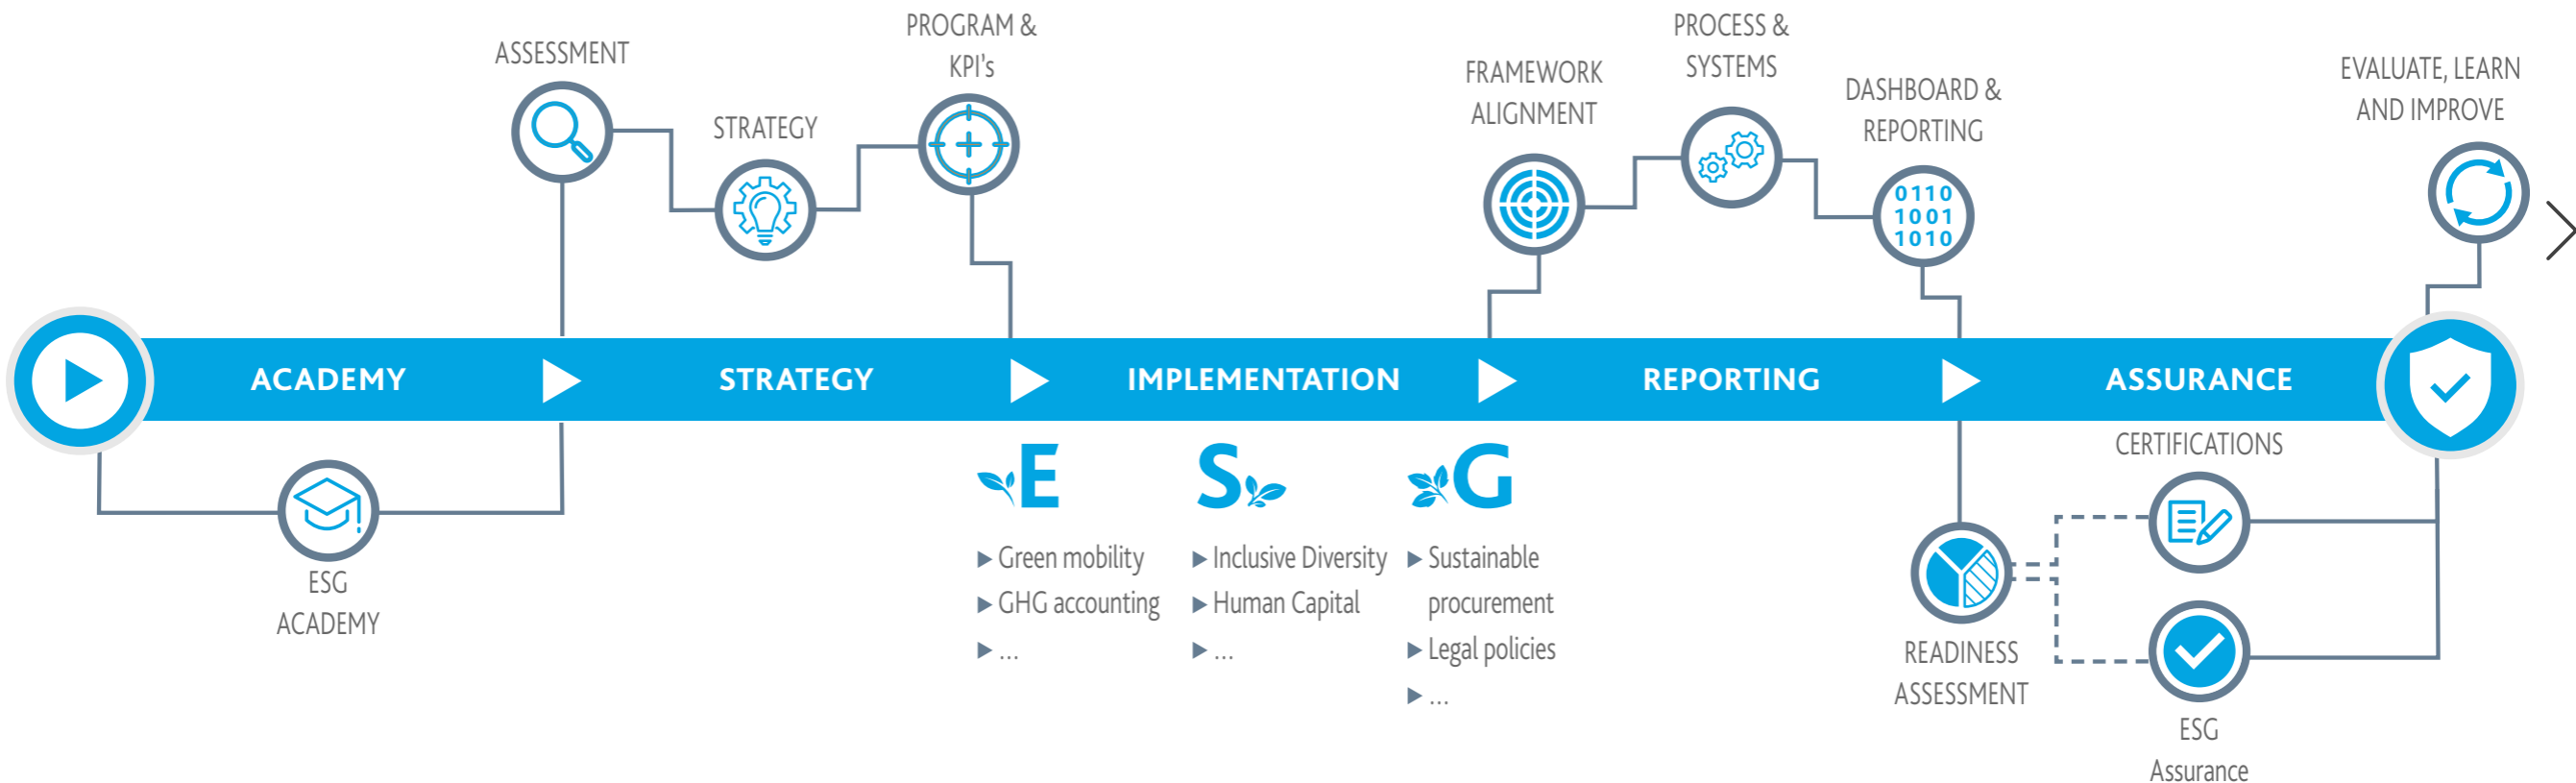 ASSESSMENT
STRATEGY
PROGRAM &
KPI's
FRAMEWORK
ALIGNMENT
PROCESS &
SYSTEMS
DASHBOARD &
REPORTING
0110
1001
1010
EVALUATE, LEARN
AND IMPROVE
ACADEMY
STRATEGY
IMPLEMENTATION
REPORTING
ASSURANCE
ESG
ACADEMY
E
Green mobility
GHG accounting
...
S
Inclusive Diversity
Human Capital
...
G
Sustainable
procurement
Legal policies
...
READINESS
ASSESSMENT
CERTIFICATIONS
ESG
Assurance